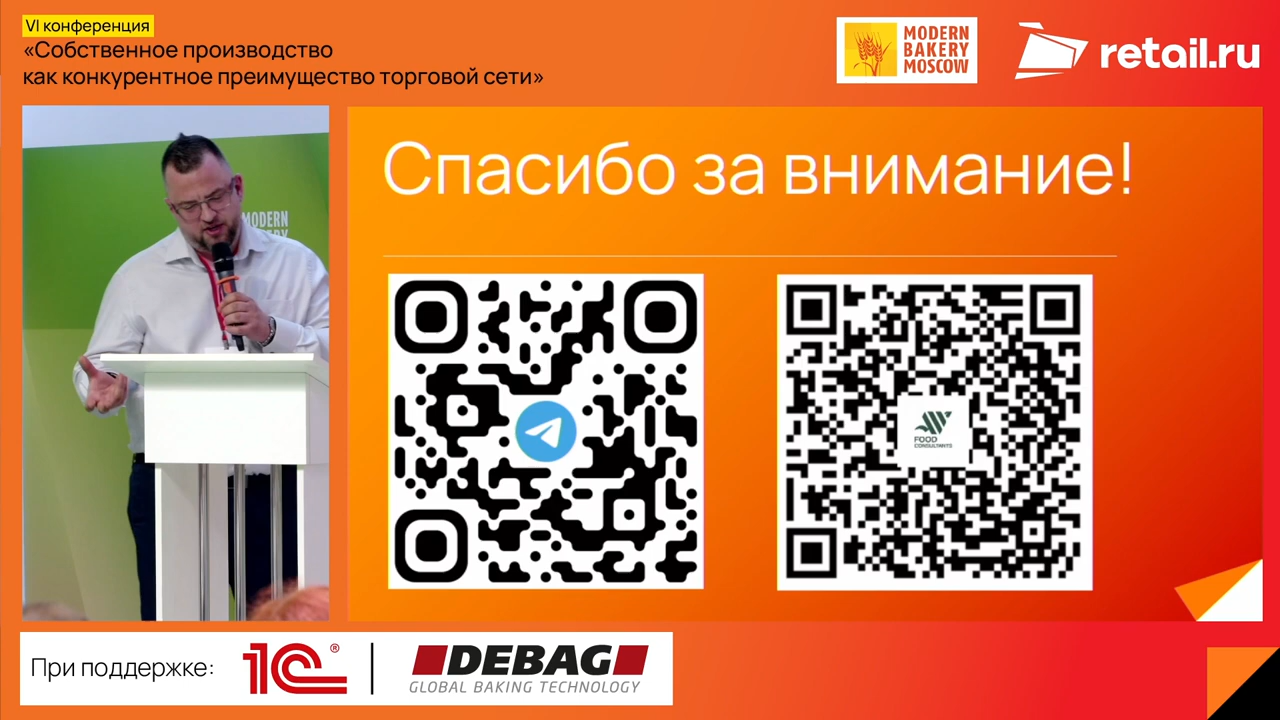 VI конференция
«Собственное производство
как конкурентное преимущество торговой сети»
MODERN
BAKERY
MOSCOW
retail.ru
MODERN
Спасибо за внимание!
FOOD
CONSULTANTS
При поддержке:
1С®
DEBAG
GLOBAL BAKING TECHNOLOGY